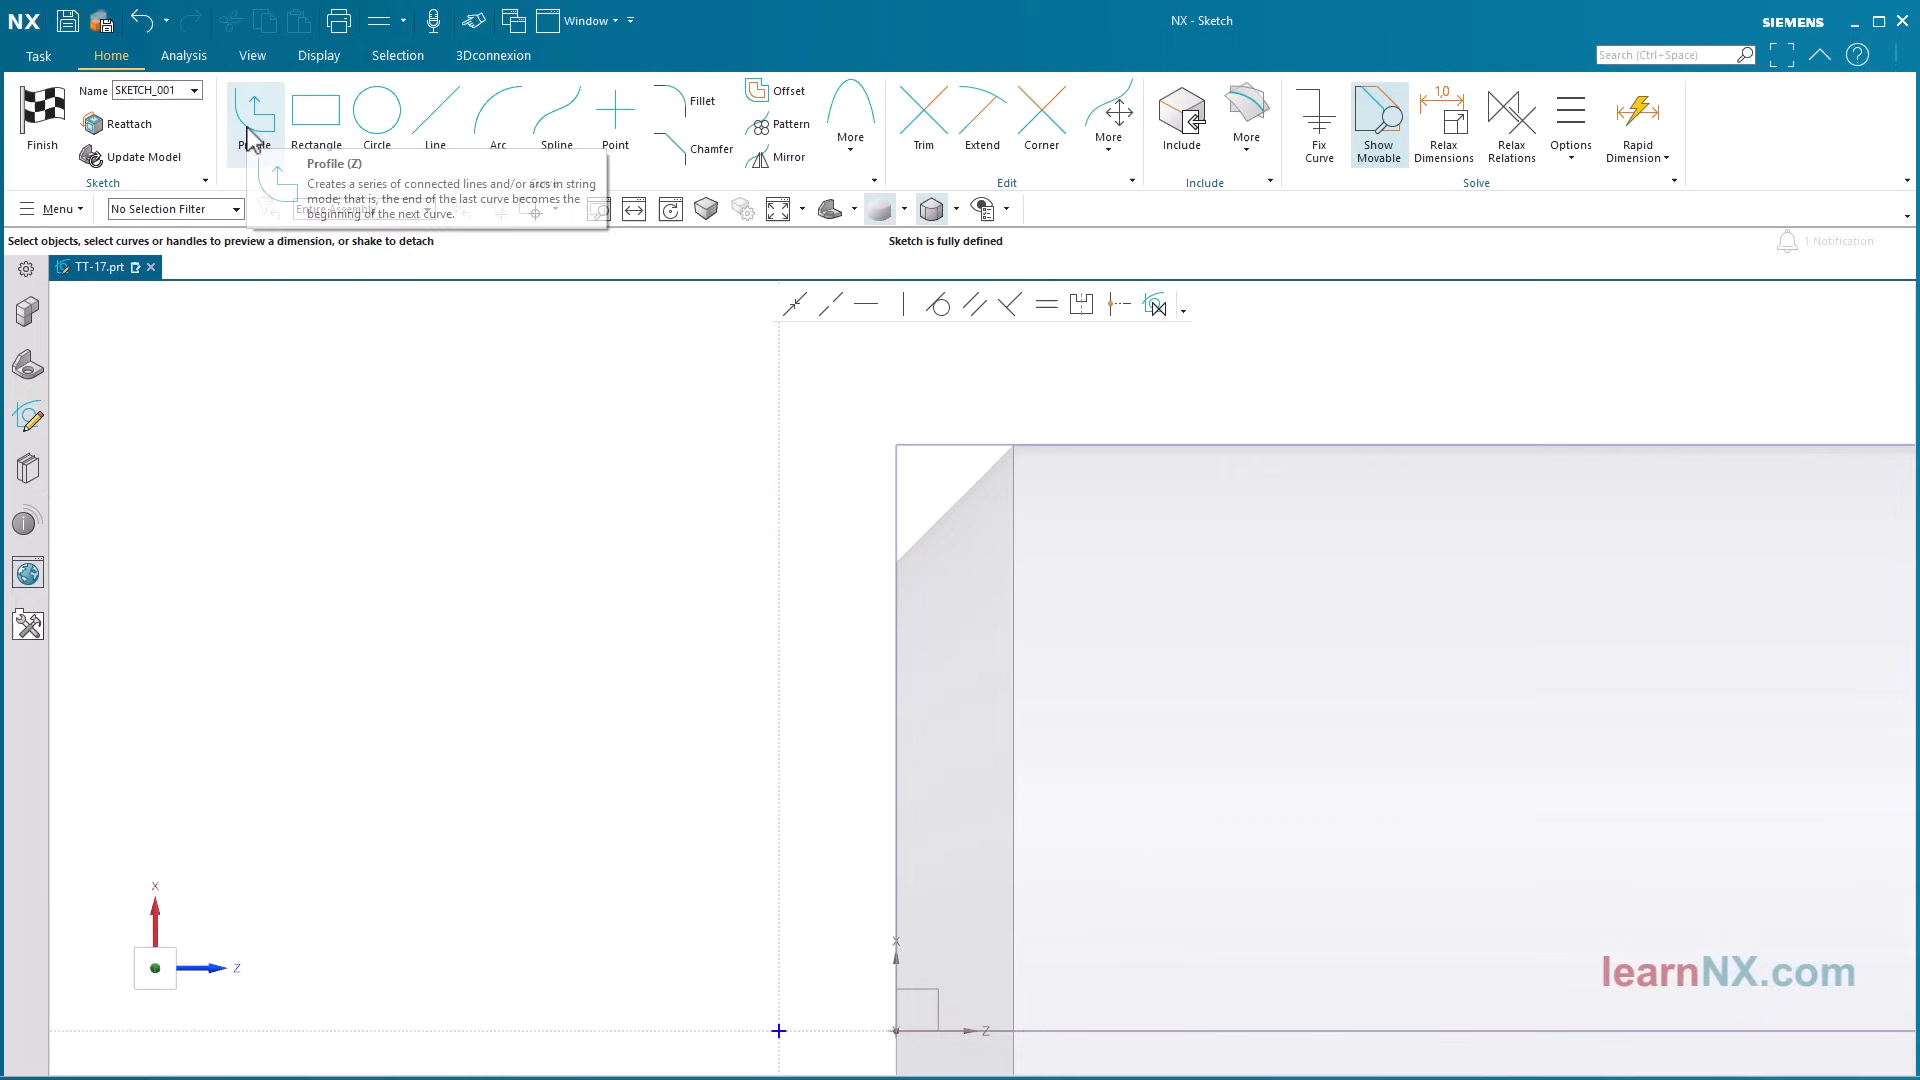 NX
Window
NX - Sketch
SIEMENS
Task
Home
Analysis
View
Display
Selection
3Dconnexion
Search (Ctrl+Space)
Finish
Name SKETCH_001
Reattach
Update Model
Sketch
Profile
Rectangle
Circle
Line
Arc
Spline
Point
Fillet
Chamfer
Offset
Pattern
Mirror
More
Trim
Extend
Corner
More
Edit
Include
More
Include
Fix
Curve
Show
Movable
1,0
Relax
Dimensions
Relax
Relations
Options
Rapid
Dimension
Solve
Profile (Z)
Creates a series of connected lines and/or arcs in string
mode; that is, the end of the last curve becomes the
beginning of the next curve.
Menu
No Selection Filter
Entire Assembly
Select objects, select curves or handles to preview a dimension, or shake to detach
Sketch is fully defined
1 Notification
TT-17.prt
X
Z
X
Z
learnNX.com